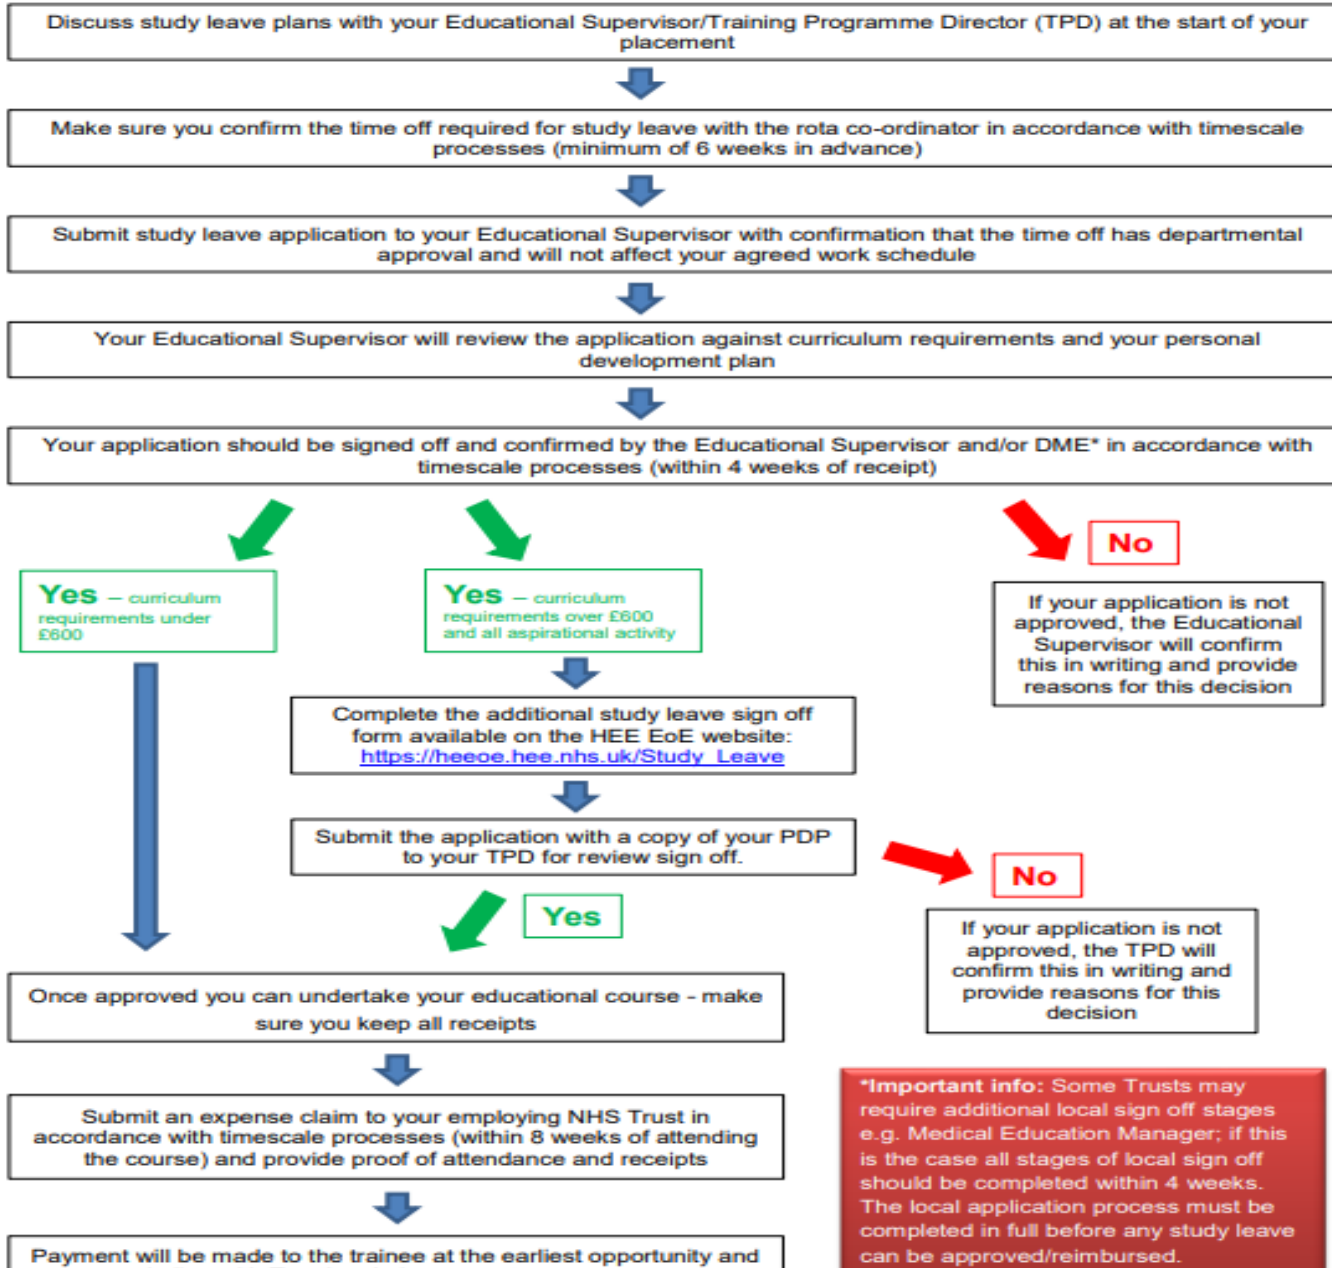 Discuss study leave plans with your Educational Supervisor/Training Programme Director (TPD) at the start of your
placement
Make sure you confirm the time off required for study leave with the rota co-ordinator in accordance with timescale
processes (minimum of 6 weeks in advance)
Submit study leave application to your Educational Supervisor with confirmation that the time off has departmental
approval and will not affect your agreed work schedule
Your Educational Supervisor will review the application against curriculum requirements and your personal
development plan
Your application should be signed off and confirmed by the Educational Supervisor and/or DME* in accordance with
timescale processes (within 4 weeks of receipt)
Yes – curriculum
requirements under
£600
Yes – curriculum
requirements over £600
and all aspirational activity
No
If your application is not
approved, the Educational
Supervisor will confirm
this in writing and provide
reasons for this decision
Complete the additional study leave sign off
form available on the HEE EoE website:
https://heeoe.hee.nhs.uk/Study_Leave
Submit the application with a copy of your PDP
to your TPD for review sign off.
Yes
No
If your application is not
approved, the TPD will
confirm this in writing and
provide reasons for this
decision
Once approved you can undertake your educational course - make
sure you keep all receipts
Submit an expense claim to your employing NHS Trust in
accordance with timescale processes (within 8 weeks of attending
the course) and provide proof of attendance and receipts
Payment will be made to the trainee at the earliest opportunity and
*Important info: Some Trusts may
require additional local sign off stages
e.g. Medical Education Manager; if this
is the case all stages of local sign off
should be completed within 4 weeks.
The local application process must be
completed in full before any study leave
can be approved/reimbursed.